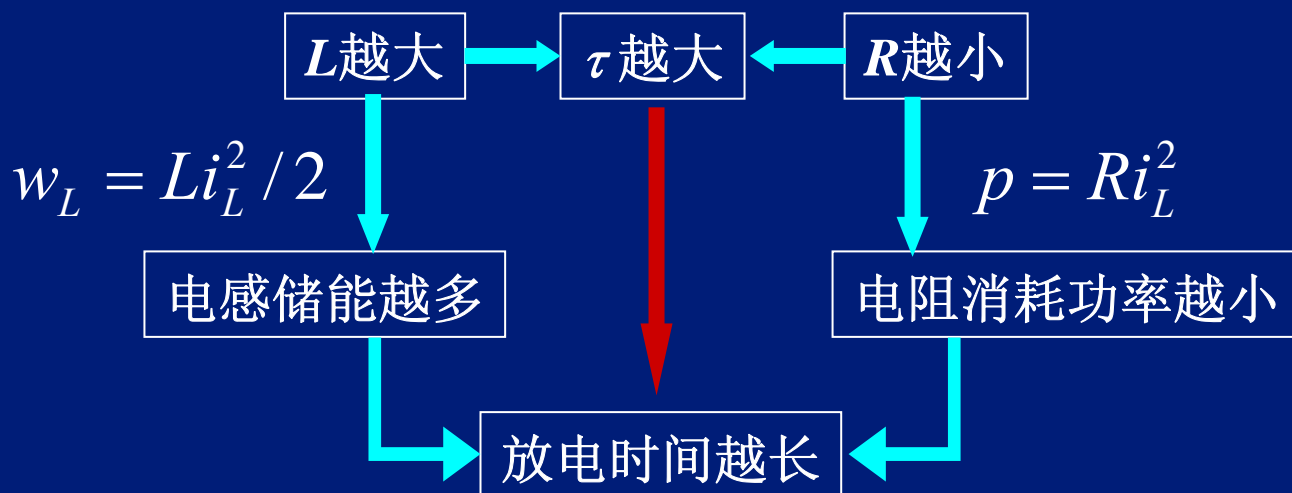 L越大
τ越大
R越小
w_L = Li_L^2/2
p = Ri_L^2
电感储能越多
电阻消耗功率越小
放电时间越长